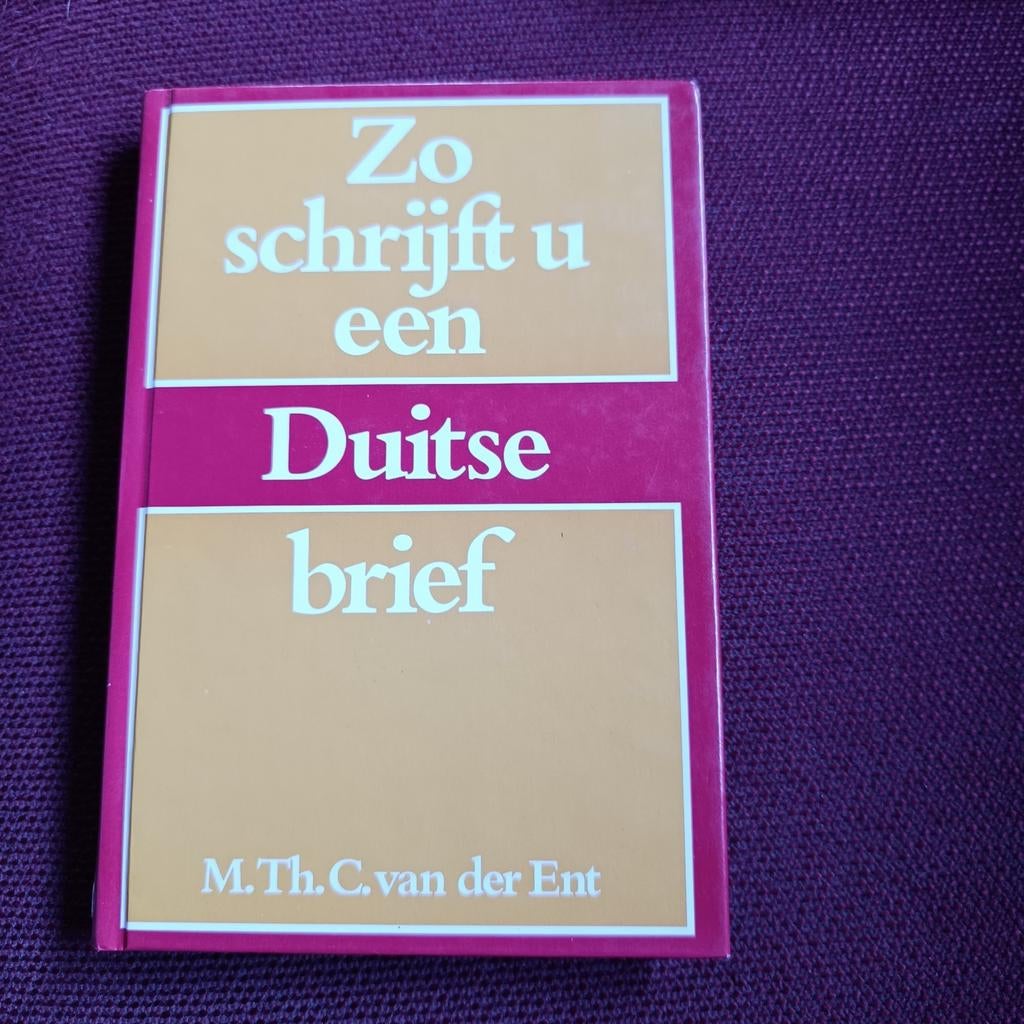 Zo
schrijft u
een
Duitse
brief
M. Th. C. van der Ent